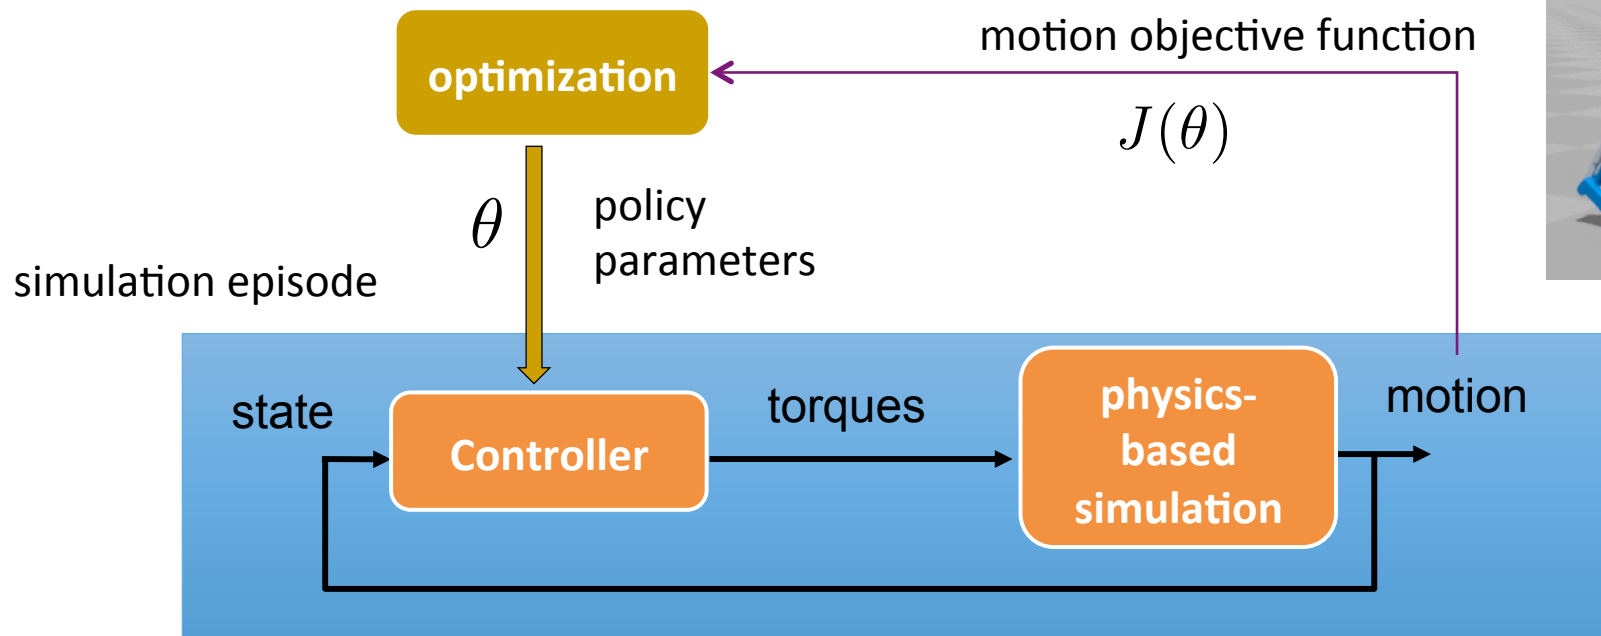 motion objective function
optimization
J(θ)
θ
policy
parameters
simulation episode
state
Controller
torques
physics-
based
simulation
motion